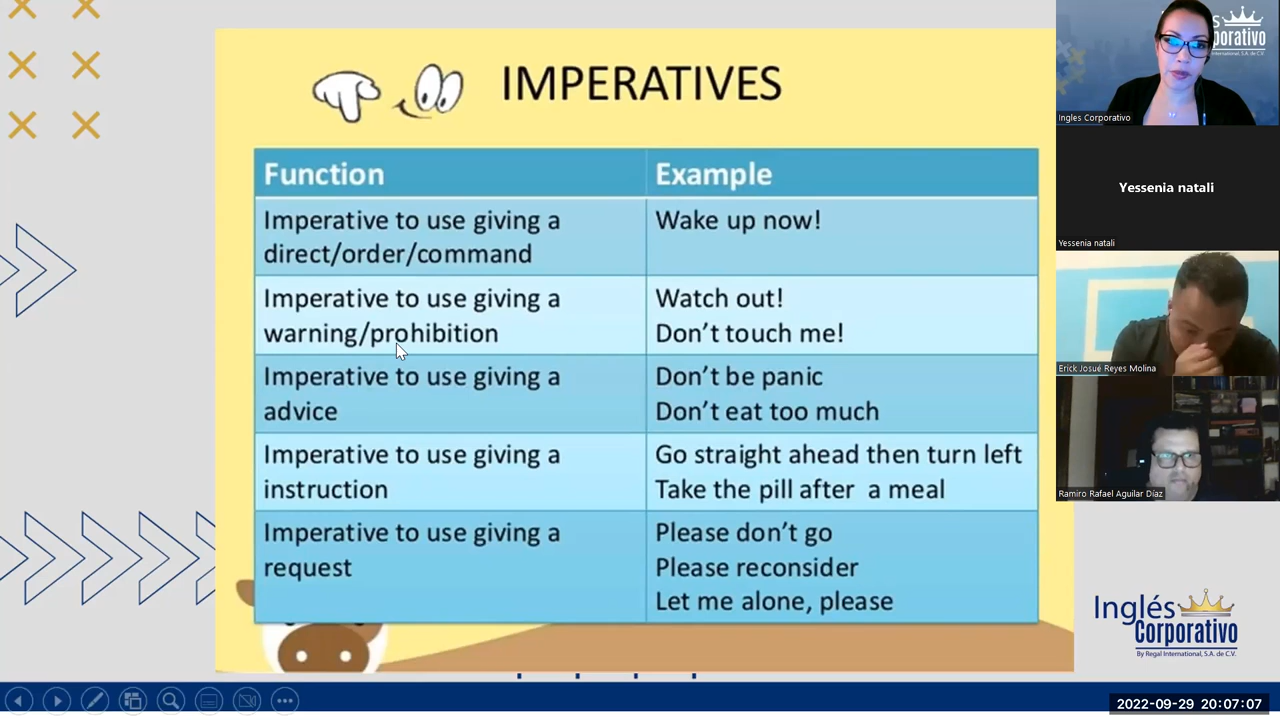 IMPERATIVES
Function
Example
Imperative to use giving a
direct/order/command
Wake up now!
Imperative to use giving a
warning/prohibition
Watch out!
Don't touch me!
Imperative to use giving a
advice
Don't be panic
Don't eat too much
Imperative to use giving a
instruction
Go straight ahead then turn left
Take the pill after a meal
Imperative to use giving a
request
Please don't go
Please reconsider
Let me alone, please
Ingles Corporativo
Yessenia natali
Yessenia natali
Erick Josué Reyes Molina
Ramiro Rafael Aguilar Díaz
Inglés
Corporativo
By Regal International, S.A. de C.V.
2022-09-29 20:07:07